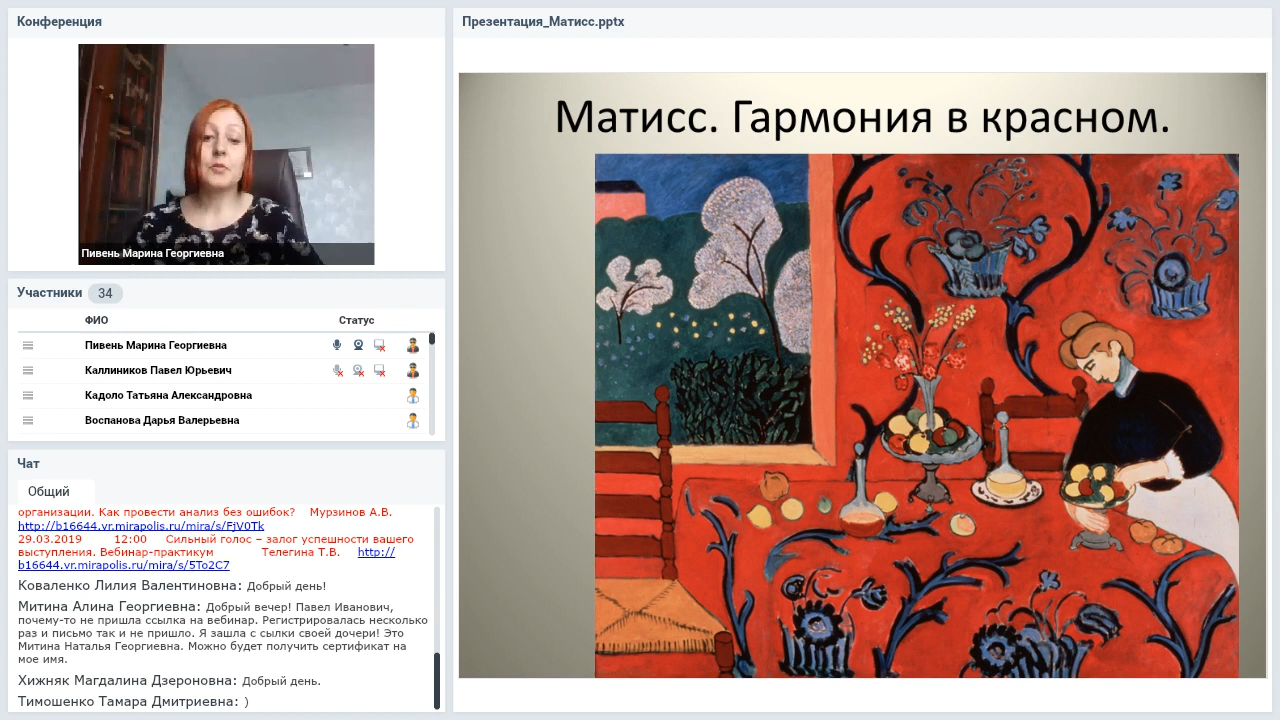 Конференция
Пивень Марина Георгиевна
Участники 34
ФИО Статус
Пивень Марина Георгиевна
Каллиников Павел Юрьевич
Кадоло Татьяна Александровна
Воспанова Дарья Валерьевна
Чат
Общий
организации. Как провести анализ без ошибок? Мурзинов А.В.
http://b16644.vr.mirapolis.ru/mira/s/FjV0Tk
29.03.2019 12:00 Сильный голос – залог успешности вашего
выступления. Вебинар-практикум Телегина Т.В. http://
b16644.vr.mirapolis.ru/mira/s/5To2C7
Коваленко Лилия Валентиновна: Добрый день!
Митина Алина Георгиевна: Добрый вечер! Павел Иванович,
почему-то не пришла ссылка на вебинар. Регистрировалась несколько
раз и письмо так и не пришло. Я зашла с сылки своей дочери! Это
Митина Наталья Георгиевна. Можно будет получить сертификат на
мое имя.
Хижняк Магдалина Дзероновна: Добрый день.
Тимошенко Тамара Дмитриевна: )
Презентация_Матисс.pptx
Матисс. Гармония в красном.